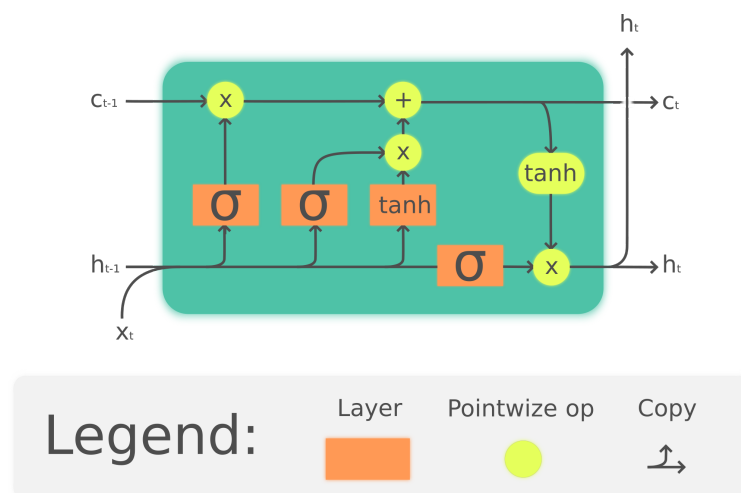 hₜ
cₜ₋₁ x + cₜ
x
tanh
σ σ tanh
hₜ₋₁ σ x hₜ
xₜ
Layer Pointwize op Copy
Legend: